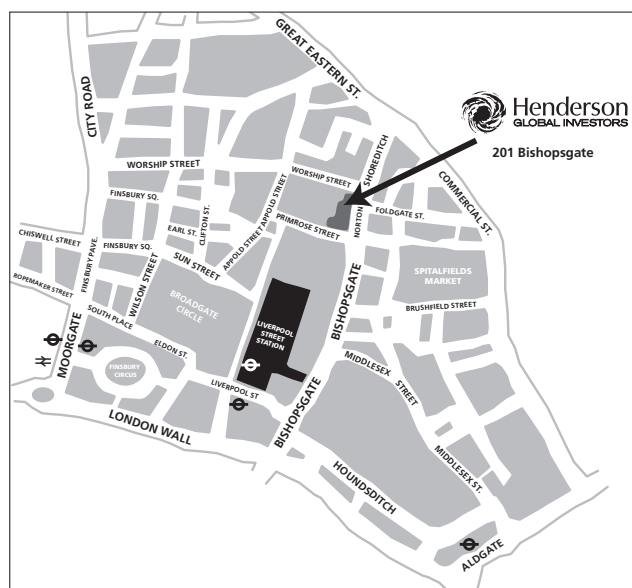 GREAT EASTERN ST.
CITY ROAD
Henderson
GLOBAL INVESTORS
201 Bishopsgate
SHOREDITCH
NORTON
COMMERCIAL ST.
WORSHIP STREET
WORSHIP STREET
FINSBURY SQ.
APPOLD STREET
CLIFTON ST.
EARL ST.
PRIMROSE STREET
FOLDGATE ST.
CHISWELL STREET
FINSBURY PAVE.
FINSBURY SQ.
SUN STREET
APPOLD STREET
ROPEMAKER STREET
WILSON STREET
SPITALFIELDS
MARKET
BROADGATE
CIRCLE
BISHOPSGATE
BRUSHFIELD STREET
SOUTH PLACE
LIVERPOOL
STREET
STATION
MOORGATE
ELDON ST.
FINSBURY
CIRCUS
MIDDLESEX STREET
LIVERPOOL ST
LONDON WALL
BISHOPSGATE
MIDDLESEX ST.
HOUNDSDITCH
ALDGATE